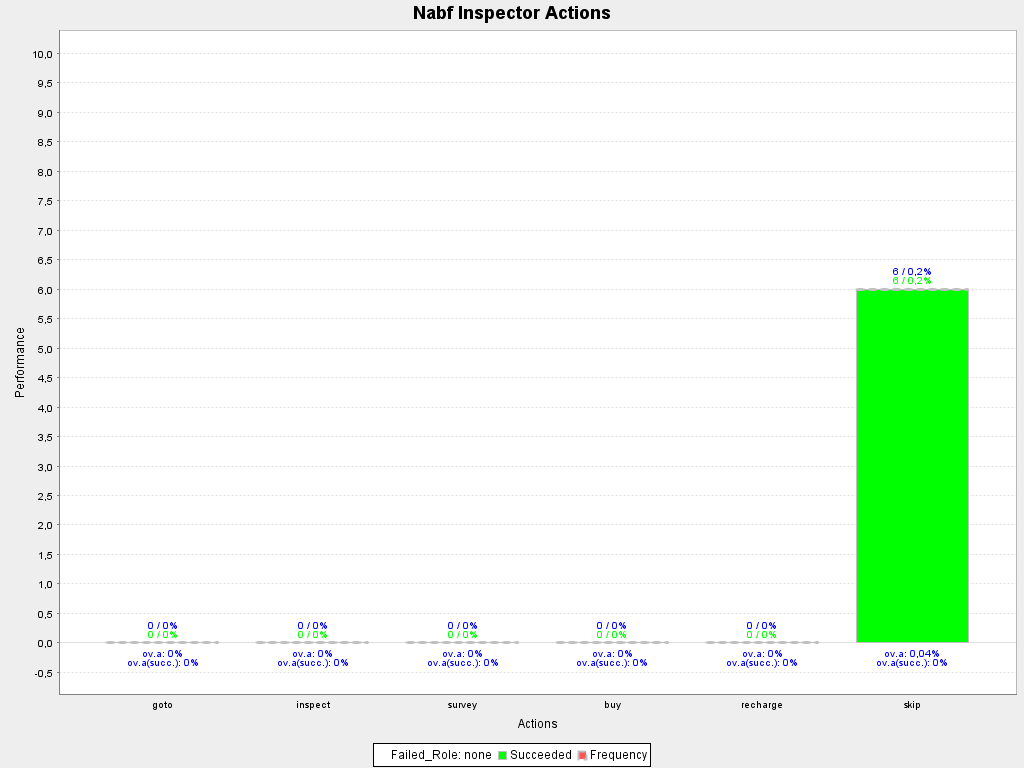 Nabf Inspector Actions
10,0
9,5
9,0
8,5
8,0
7,5
7,0
6,5
6,0
5,5
5,0
4,5
4,0
3,5
3,0
2,5
2,0
1,5
1,0
0,5
0,0
-0,5
Performance
6 / 0,2%
6 / 0,2%
0 / 0% 0 / 0% 0 / 0% 0 / 0% 0 / 0%
0 / 0% 0 / 0% 0 / 0% 0 / 0% 0 / 0%
ov.a: 0% ov.a: 0% ov.a: 0% ov.a: 0% ov.a: 0% ov.a: 0,04%
ov.a(succ.): 0% ov.a(succ.): 0% ov.a(succ.): 0% ov.a(succ.): 0% ov.a(succ.): 0% ov.a(succ.): 0%
goto inspect survey buy recharge skip
Actions
Failed_Role: none Succeeded Frequency